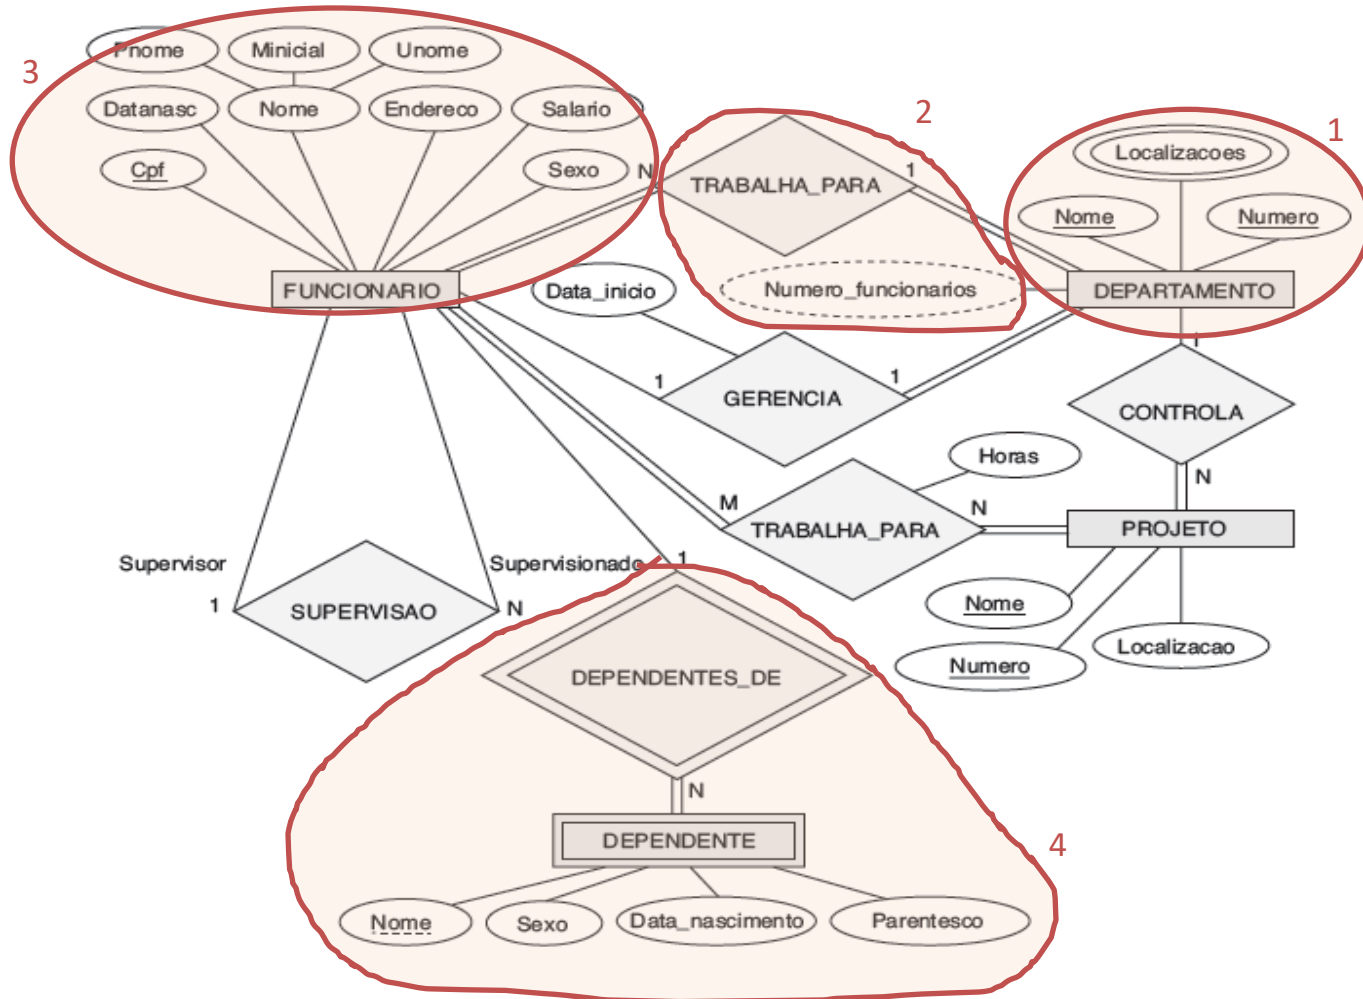 3
Pnome
Minicial
Unome
Datanasc
Nome
Endereco
Salario
Cpf
Sexo
N
TRABALHA_PARA
1
2
1
Localizacoes
Nome
Numero
FUNCIONARIO
Data_inicio
Numero_funcionarios
DEPARTAMENTO
1
GERENCIA
1
1
CONTROLA
N
Horas
M
TRABALHA_PARA
N
PROJETO
Nome
Numero
Localizacao
Supervisor
1
SUPERVISAO
Supervisionado
N
1
DEPENDENTES_DE
N
DEPENDENTE
4
Nome
Sexo
Data_nascimento
Parentesco